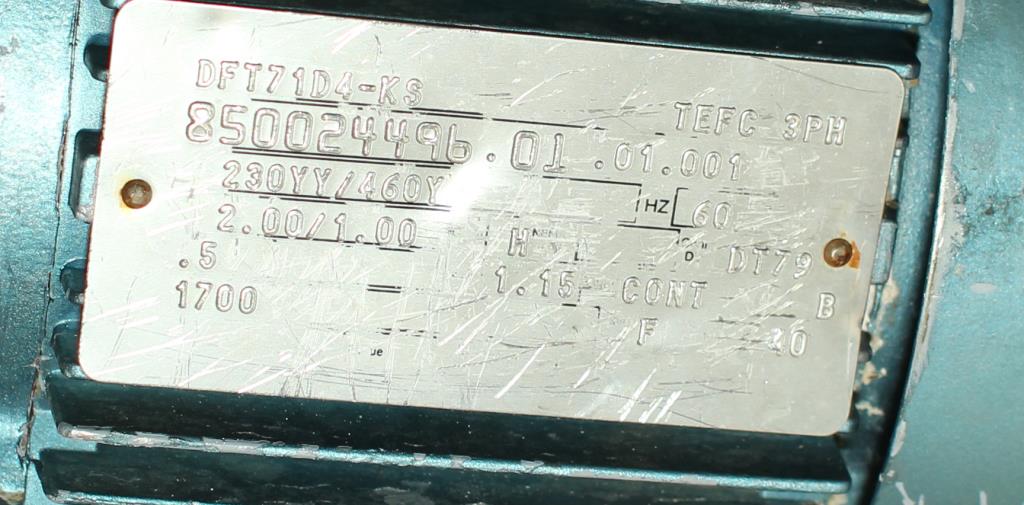 DFT71D4-KS TEFC 3PH
850024496.01.01.001
230YY/460Y HZ 60
2.00/1.00 H DT79
.5 1.15 CONT B
1700 F 40